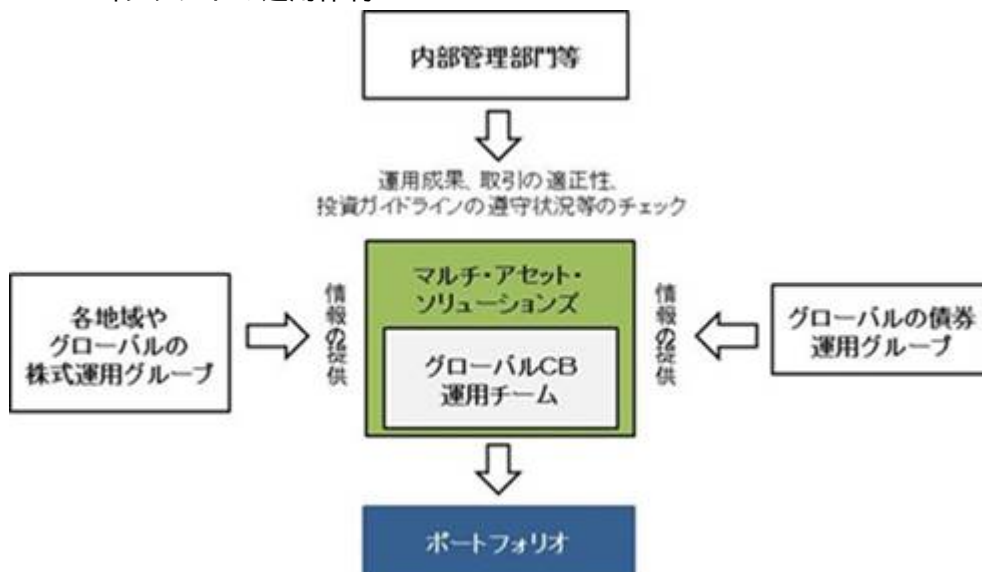 内部管理部門等
運用成果、取引の適正性、
投資ガイドラインの遵守状況等のチェック
各地域や
グローバルの
株式運用グループ
情報の提供
マルチ・アセット・
ソリューションズ
グローバルCB
運用チーム
情報の提供
グローバルの債券
運用グループ
ポートフォリオ